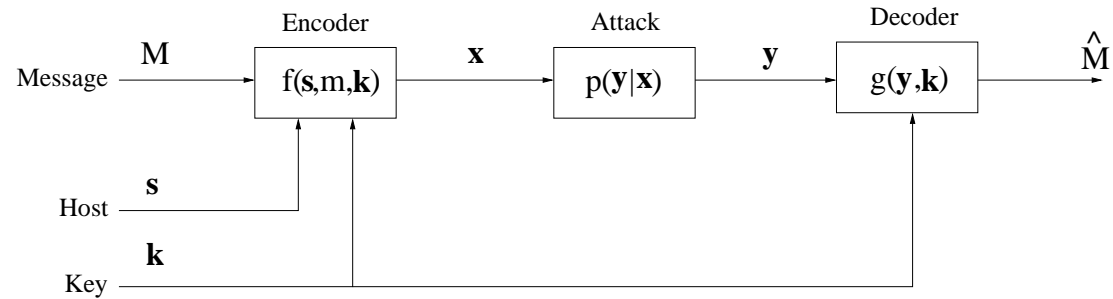 Encoder
Attack
Decoder
Message
M
f(s,m,k)
x
p(y|x)
y
g(y,k)
M̂
Host
s
Key
k